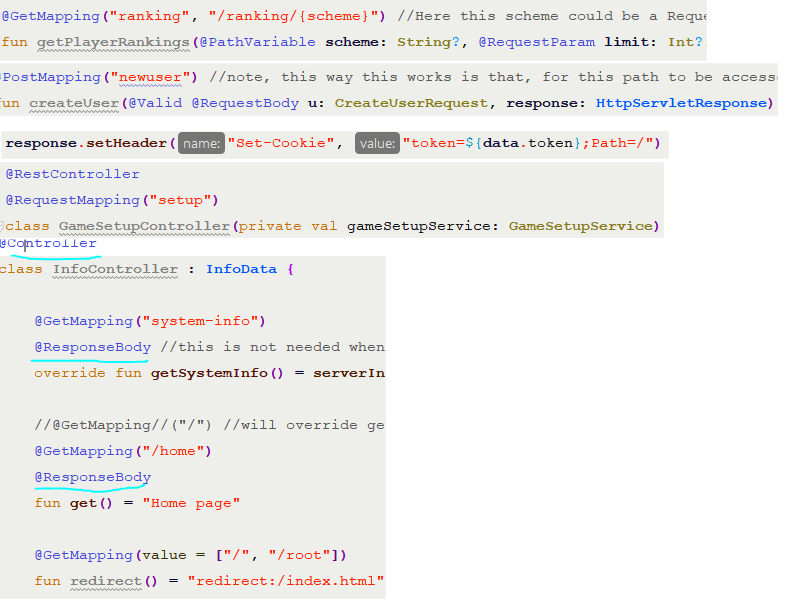 @GetMapping("ranking", "/ranking/{scheme}") //Here this scheme could be a Reque
fun getPlayerRankings(@PathVariable scheme: String?, @RequestParam limit: Int?
@PostMapping("newuser") //note, this way this works is that, for this path to be access
fun createUser(@Valid @RequestBody u: CreateUserRequest, response: HttpServletResponse)
response.setHeader( name: "Set-Cookie", value: "token=${data.token};Path=/")
@RestController
@RequestMapping("setup")
class GameSetupController(private val gameSetupService: GameSetupService)
@Controller
class InfoController : InfoData {
@GetMapping("system-info")
@ResponseBody //this is not needed when
override fun getSystemInfo() = serverIn
//@GetMapping//("/") //will override ge
@GetMapping("/home")
@ResponseBody
fun get() = "Home page"
@GetMapping(value = ["/", "/root"])
fun redirect() = "redirect:/index.html"